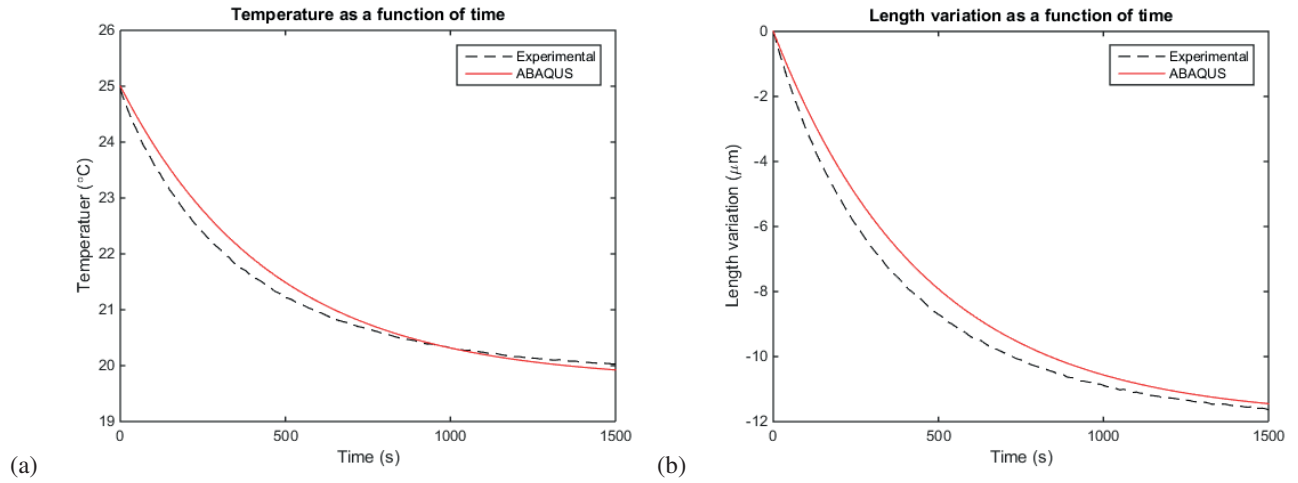 Temperature as a function of time
26
25
24
23
22
21
20
19
Temperatuer (°C)
Experimental
ABAQUS
0
500
1000
1500
Time (s)
(a)
Length variation as a function of time
0
-2
-4
-6
-8
-10
-12
Length variation (μm)
Experimental
ABAQUS
0
500
1000
1500
Time (s)
(b)